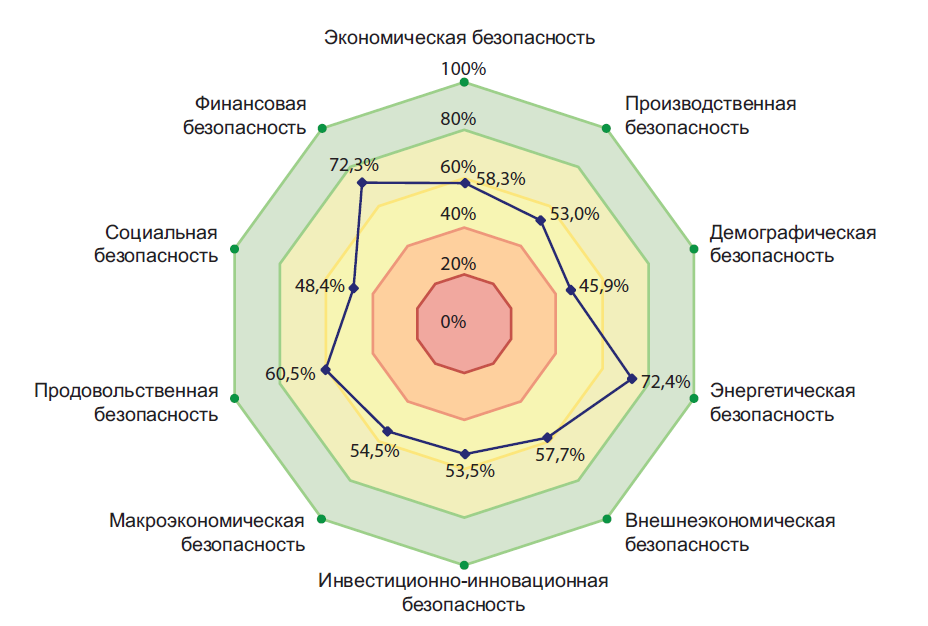 Экономическая безопасность
100%
Финансовая
безопасность
Производственная
безопасность
80%
72,3%
60%
58,3%
53,0%
40%
Социальная
безопасность
Демографическая
безопасность
20%
48,4%
45,9%
0%
60,5%
72,4%
Продовольственная
безопасность
Энергетическая
безопасность
54,5%
53,5%
57,7%
Макроэкономическая
безопасность
Внешнеэкономическая
безопасность
Инвестиционно-инновационная
безопасность